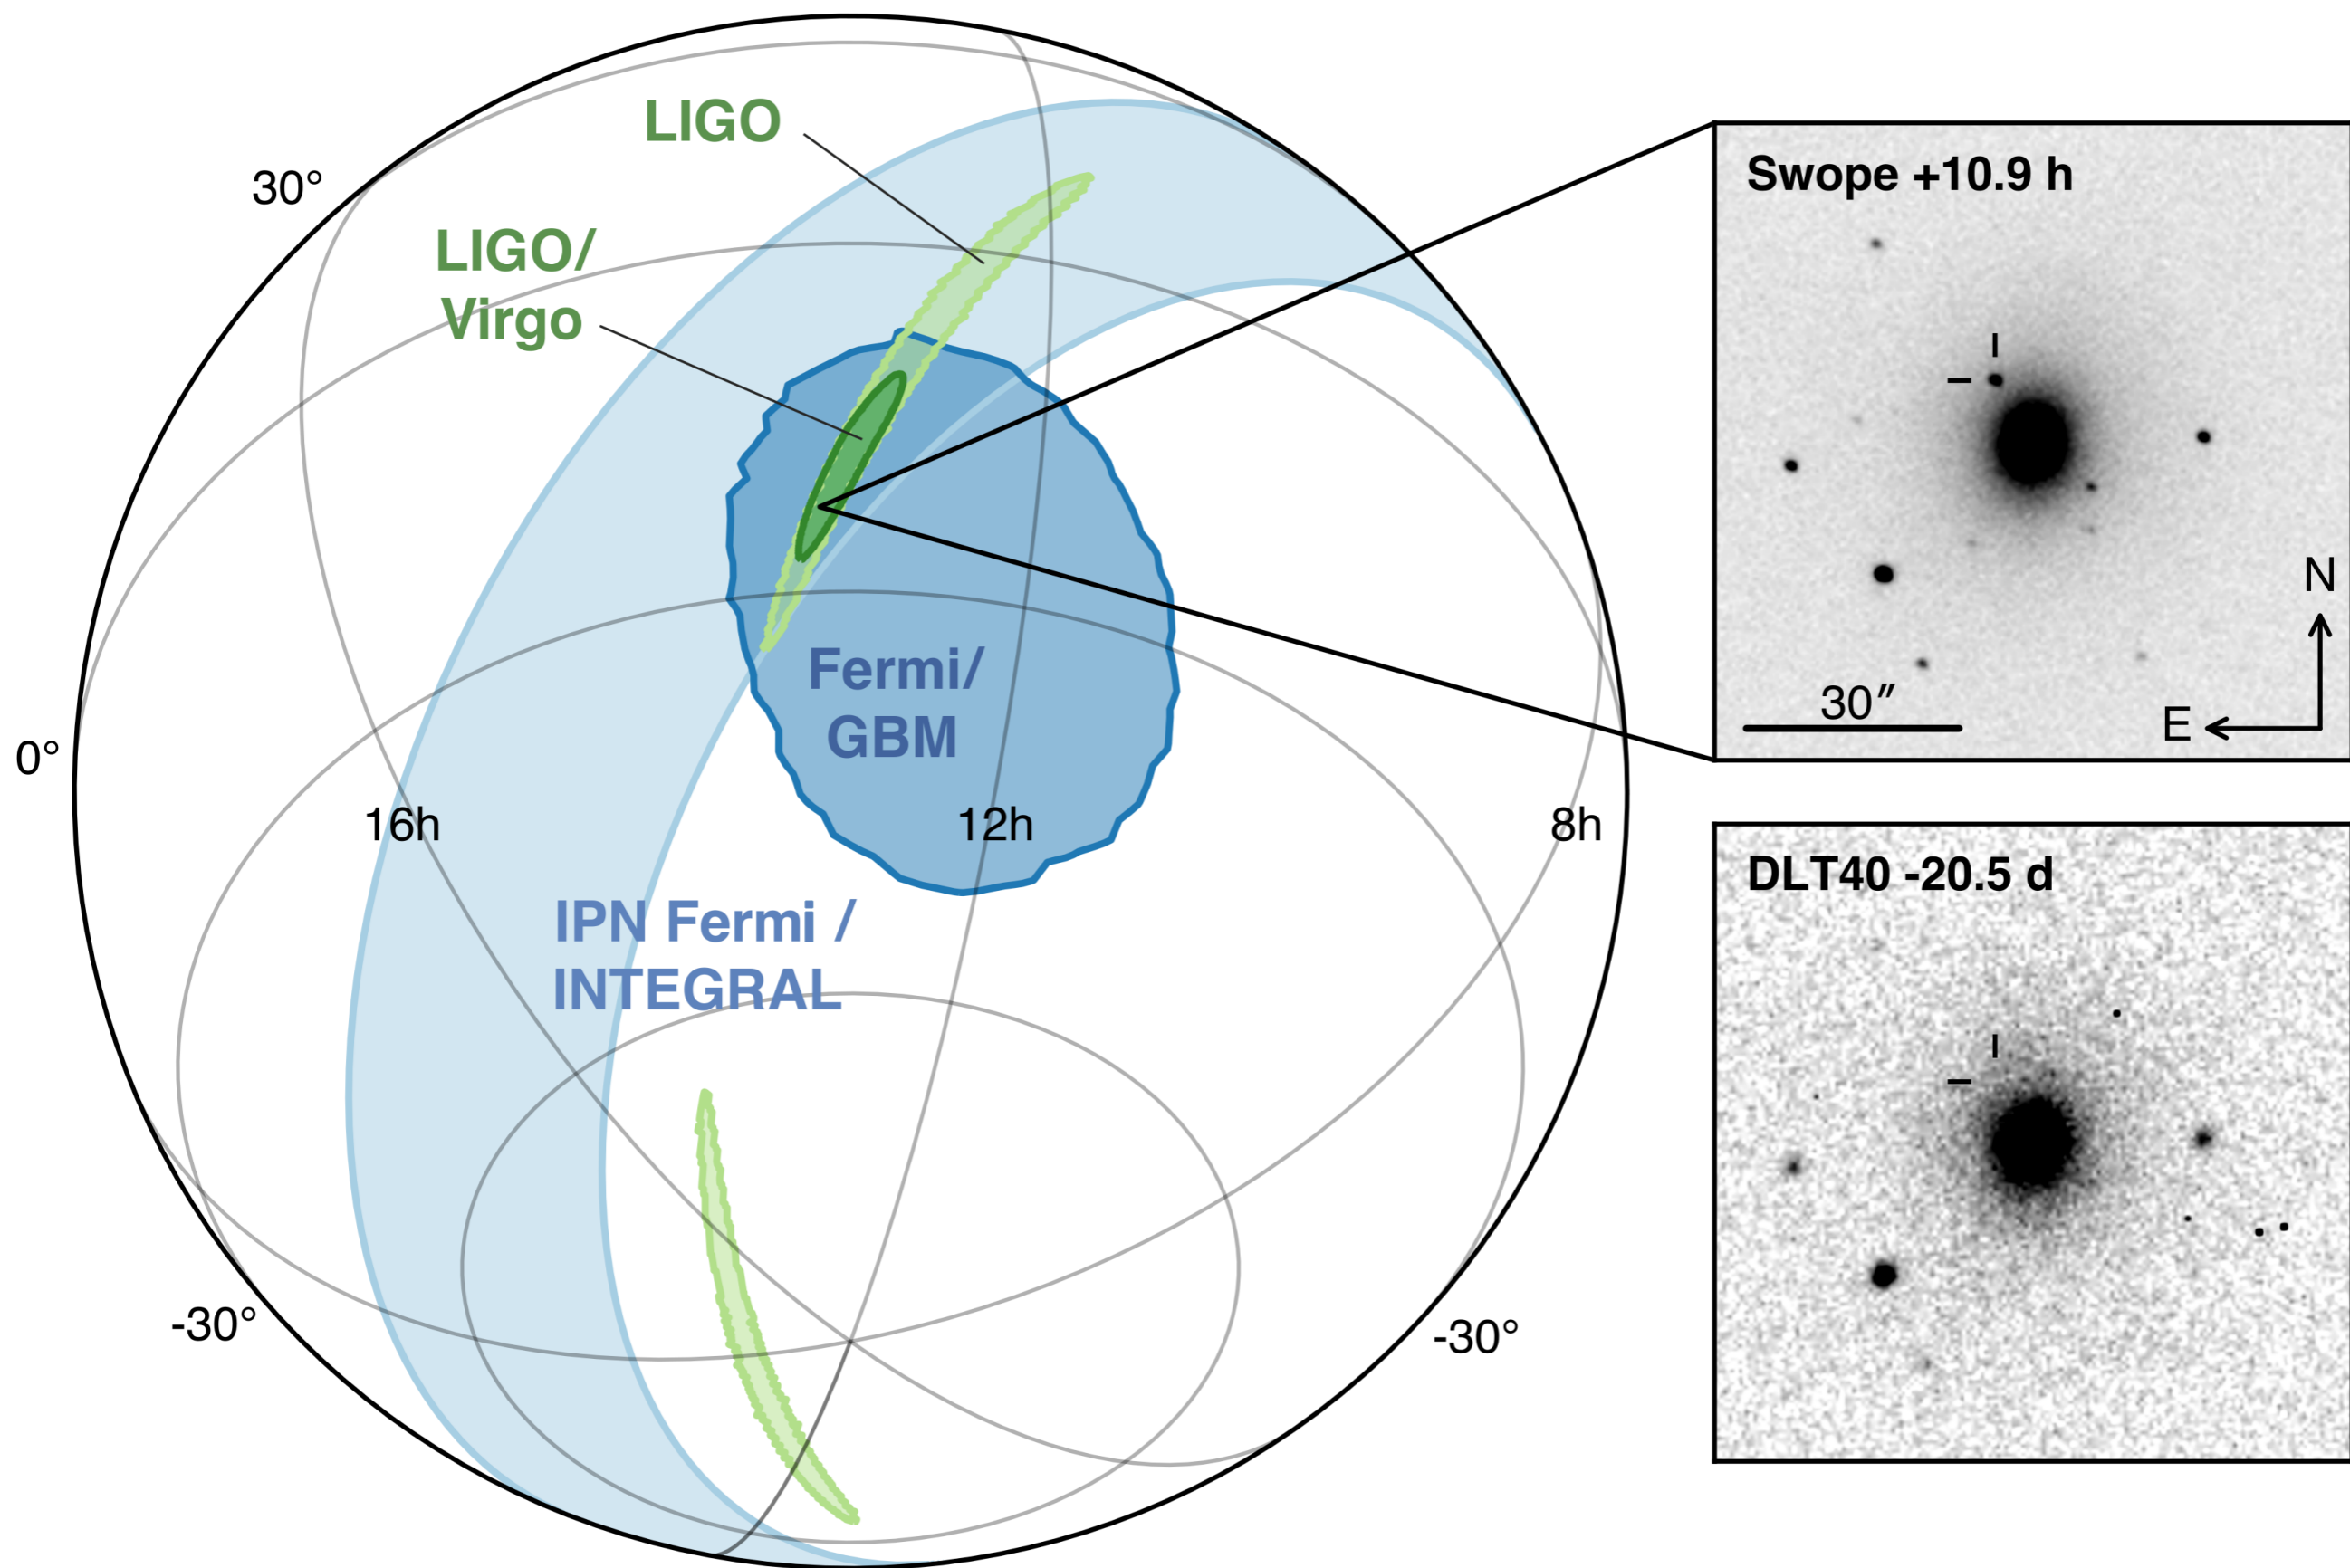 LIGO
30°
LIGO/
Virgo
Fermi/
GBM
0°
16h
12h
8h
IPN Fermi /
INTEGRAL
-30°
-30°
Swope +10.9 h
N
30″
E
DLT40 -20.5 d